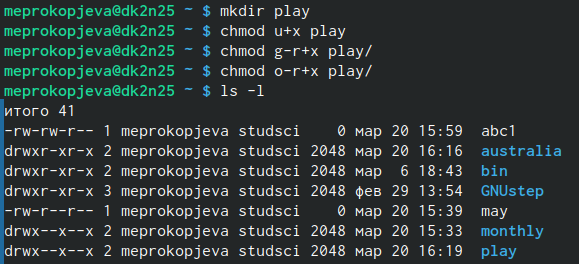 meprokopjeva@dk2n25 ~ $ mkdir play
meprokopjeva@dk2n25 ~ $ chmod u+x play
meprokopjeva@dk2n25 ~ $ chmod g-r+x play/
meprokopjeva@dk2n25 ~ $ chmod o-r+x play/
meprokopjeva@dk2n25 ~ $ ls -l
итого 41
-rw-rw-r-- 1 meprokopjeva studsci    0 мар 20 15:59  abc1
drwxr-xr-x 2 meprokopjeva studsci 2048 мар 20 16:16  australia
drwxr-xr-x 2 meprokopjeva studsci 2048 мар  6 18:43  bin
drwxr-xr-x 3 meprokopjeva studsci 2048 фев 29 13:54  GNUstep
-rw-r--r-- 1 meprokopjeva studsci    0 мар 20 15:39  may
drwx--x--x 2 meprokopjeva studsci 2048 мар 20 15:33  monthly
drwx--x--x 2 meprokopjeva studsci 2048 мар 20 16:19  play